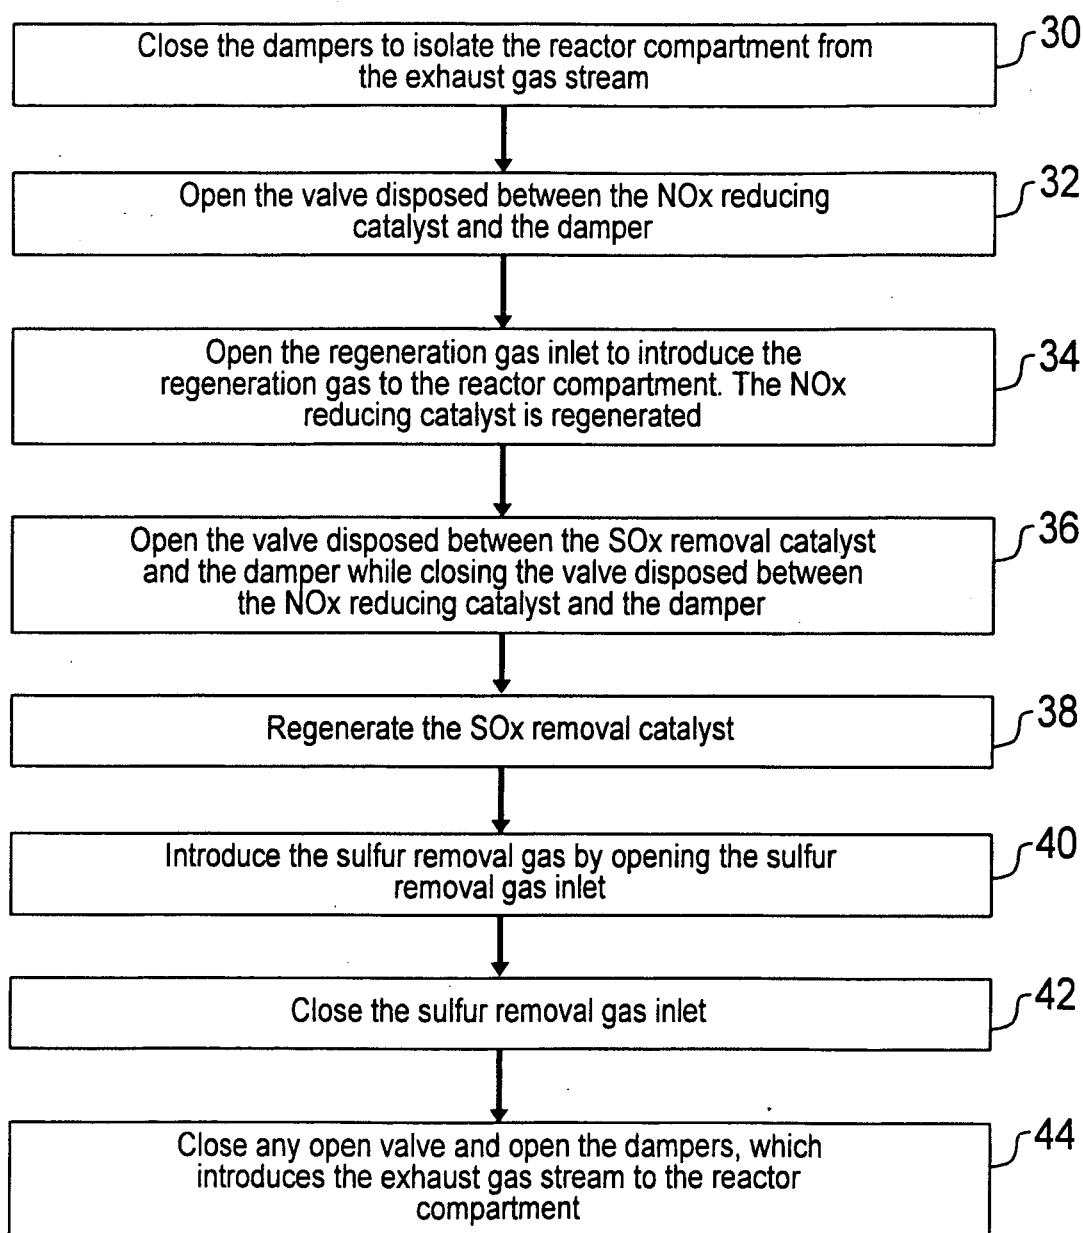 Close the dampers to isolate the reactor compartment from
the exhaust gas stream
30
Open the valve disposed between the NOx reducing
catalyst and the damper
32
Open the regeneration gas inlet to introduce the
regeneration gas to the reactor compartment. The NOx
reducing catalyst is regenerated
34
Open the valve disposed between the SOx removal catalyst
and the damper while closing the valve disposed between
the NOx reducing catalyst and the damper
36
Regenerate the SOx removal catalyst
38
Introduce the sulfur removal gas by opening the sulfur
removal gas inlet
40
Close the sulfur removal gas inlet
42
Close any open valve and open the dampers, which
introduces the exhaust gas stream to the reactor
compartment
44